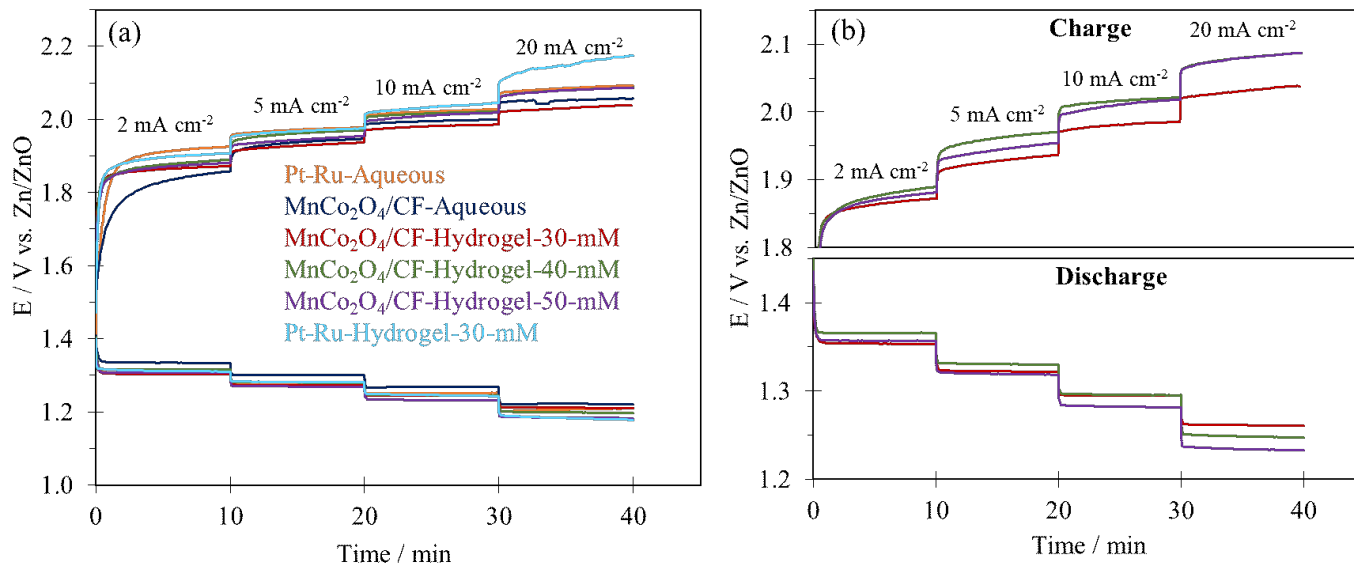 (a)
2 mA cm-2
5 mA cm-2
10 mA cm-2
20 mA cm-2
Pt-Ru-Aqueous
MnCo2O4/CF-Aqueous
MnCo2O4/CF-Hydrogel-30-mM
MnCo2O4/CF-Hydrogel-40-mM
MnCo2O4/CF-Hydrogel-50-mM
Pt-Ru-Hydrogel-30-mM
E / V vs. Zn/ZnO
2.2
2.0
1.8
1.6
1.4
1.2
1.0
0 10 20 30 40
Time / min
(b)
Charge
2 mA cm-2
5 mA cm-2
10 mA cm-2
20 mA cm-2
2.1
2.0
1.9
1.8
E / V vs. Zn/ZnO
Discharge
1.4
1.3
1.2
0 10 20 30 40
Time / min